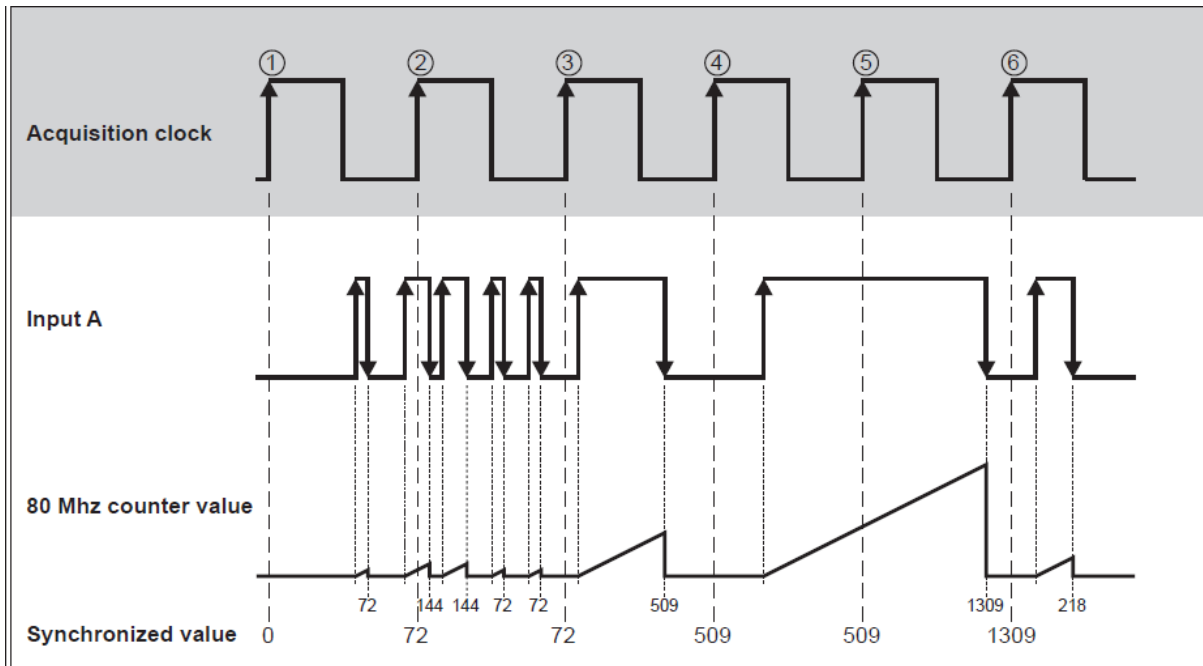 ① ② ③ ④ ⑤ ⑥
Acquisition clock
Input A
80 Mhz counter value
72 144 144 72 72 509 1309 218
Synchronized value 0 72 72 509 509 1309